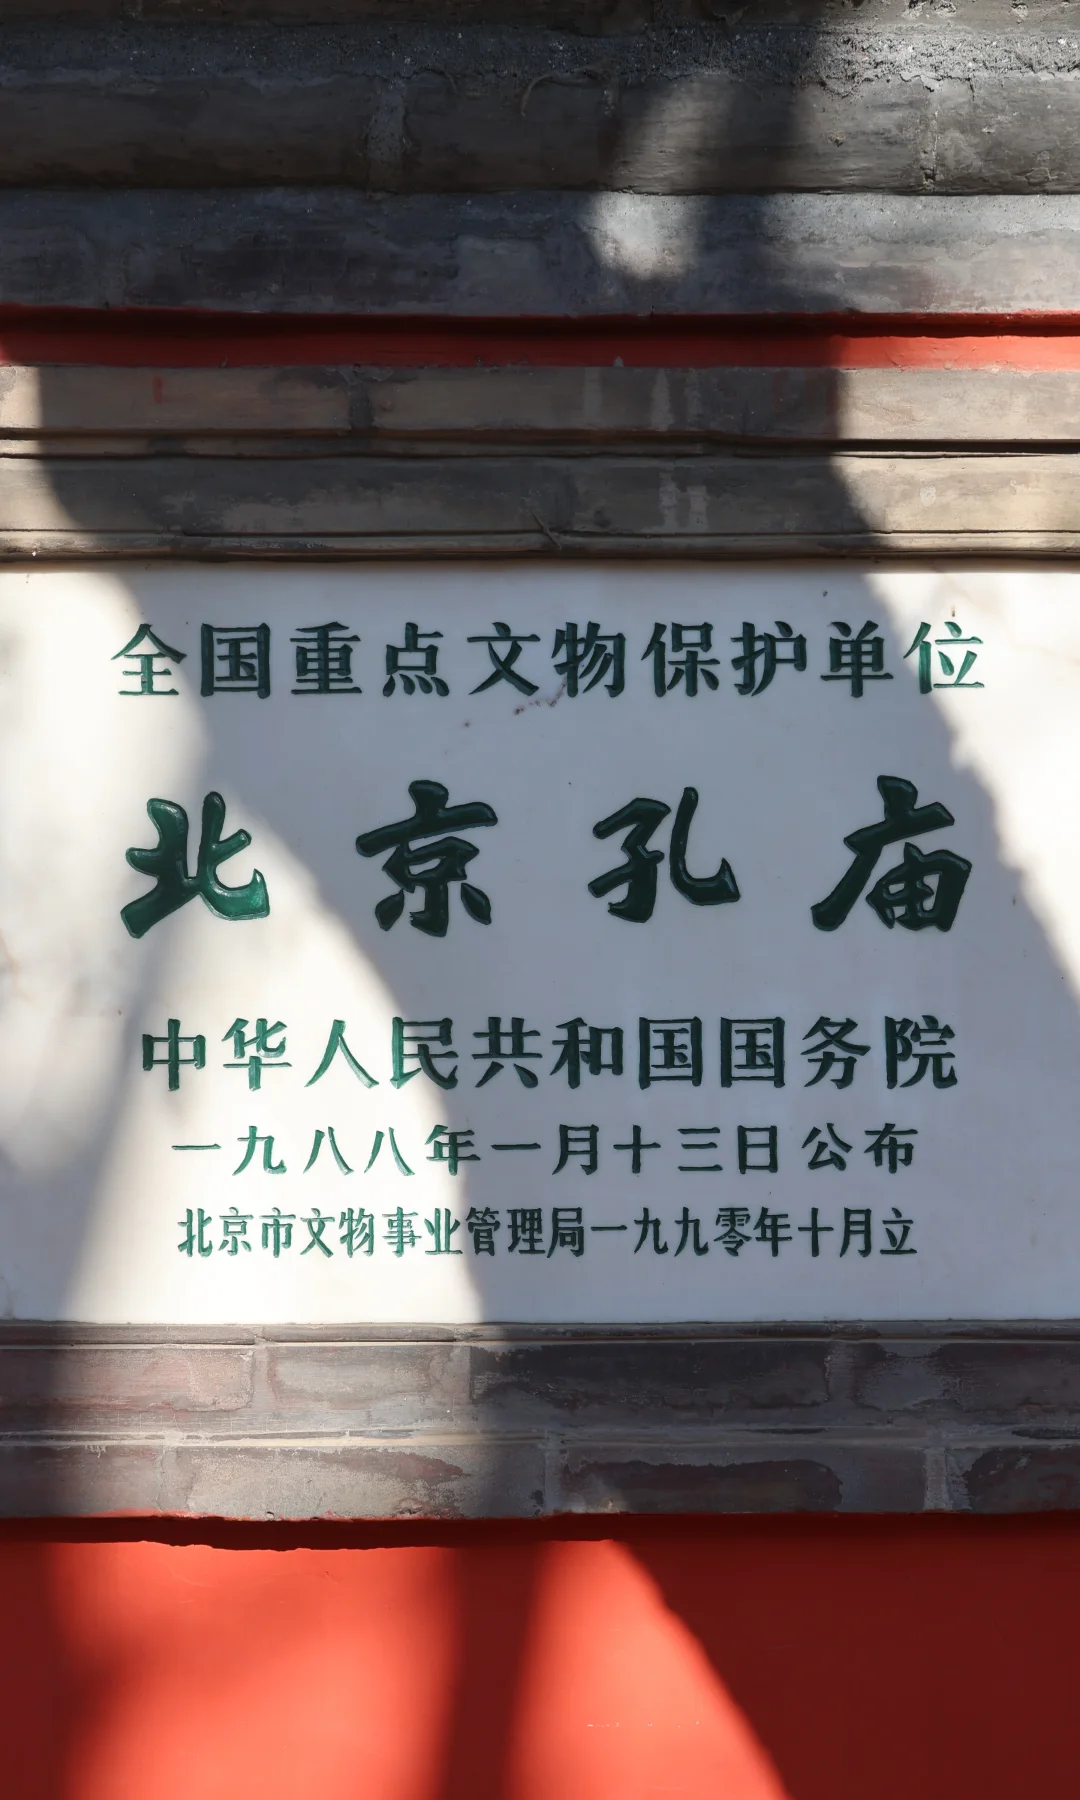 全国重点文物保护单位
北京孔庙
中华人民共和国国务院
一九八八年一月十三日公布
北京市文物事业管理局一九九零年十月立